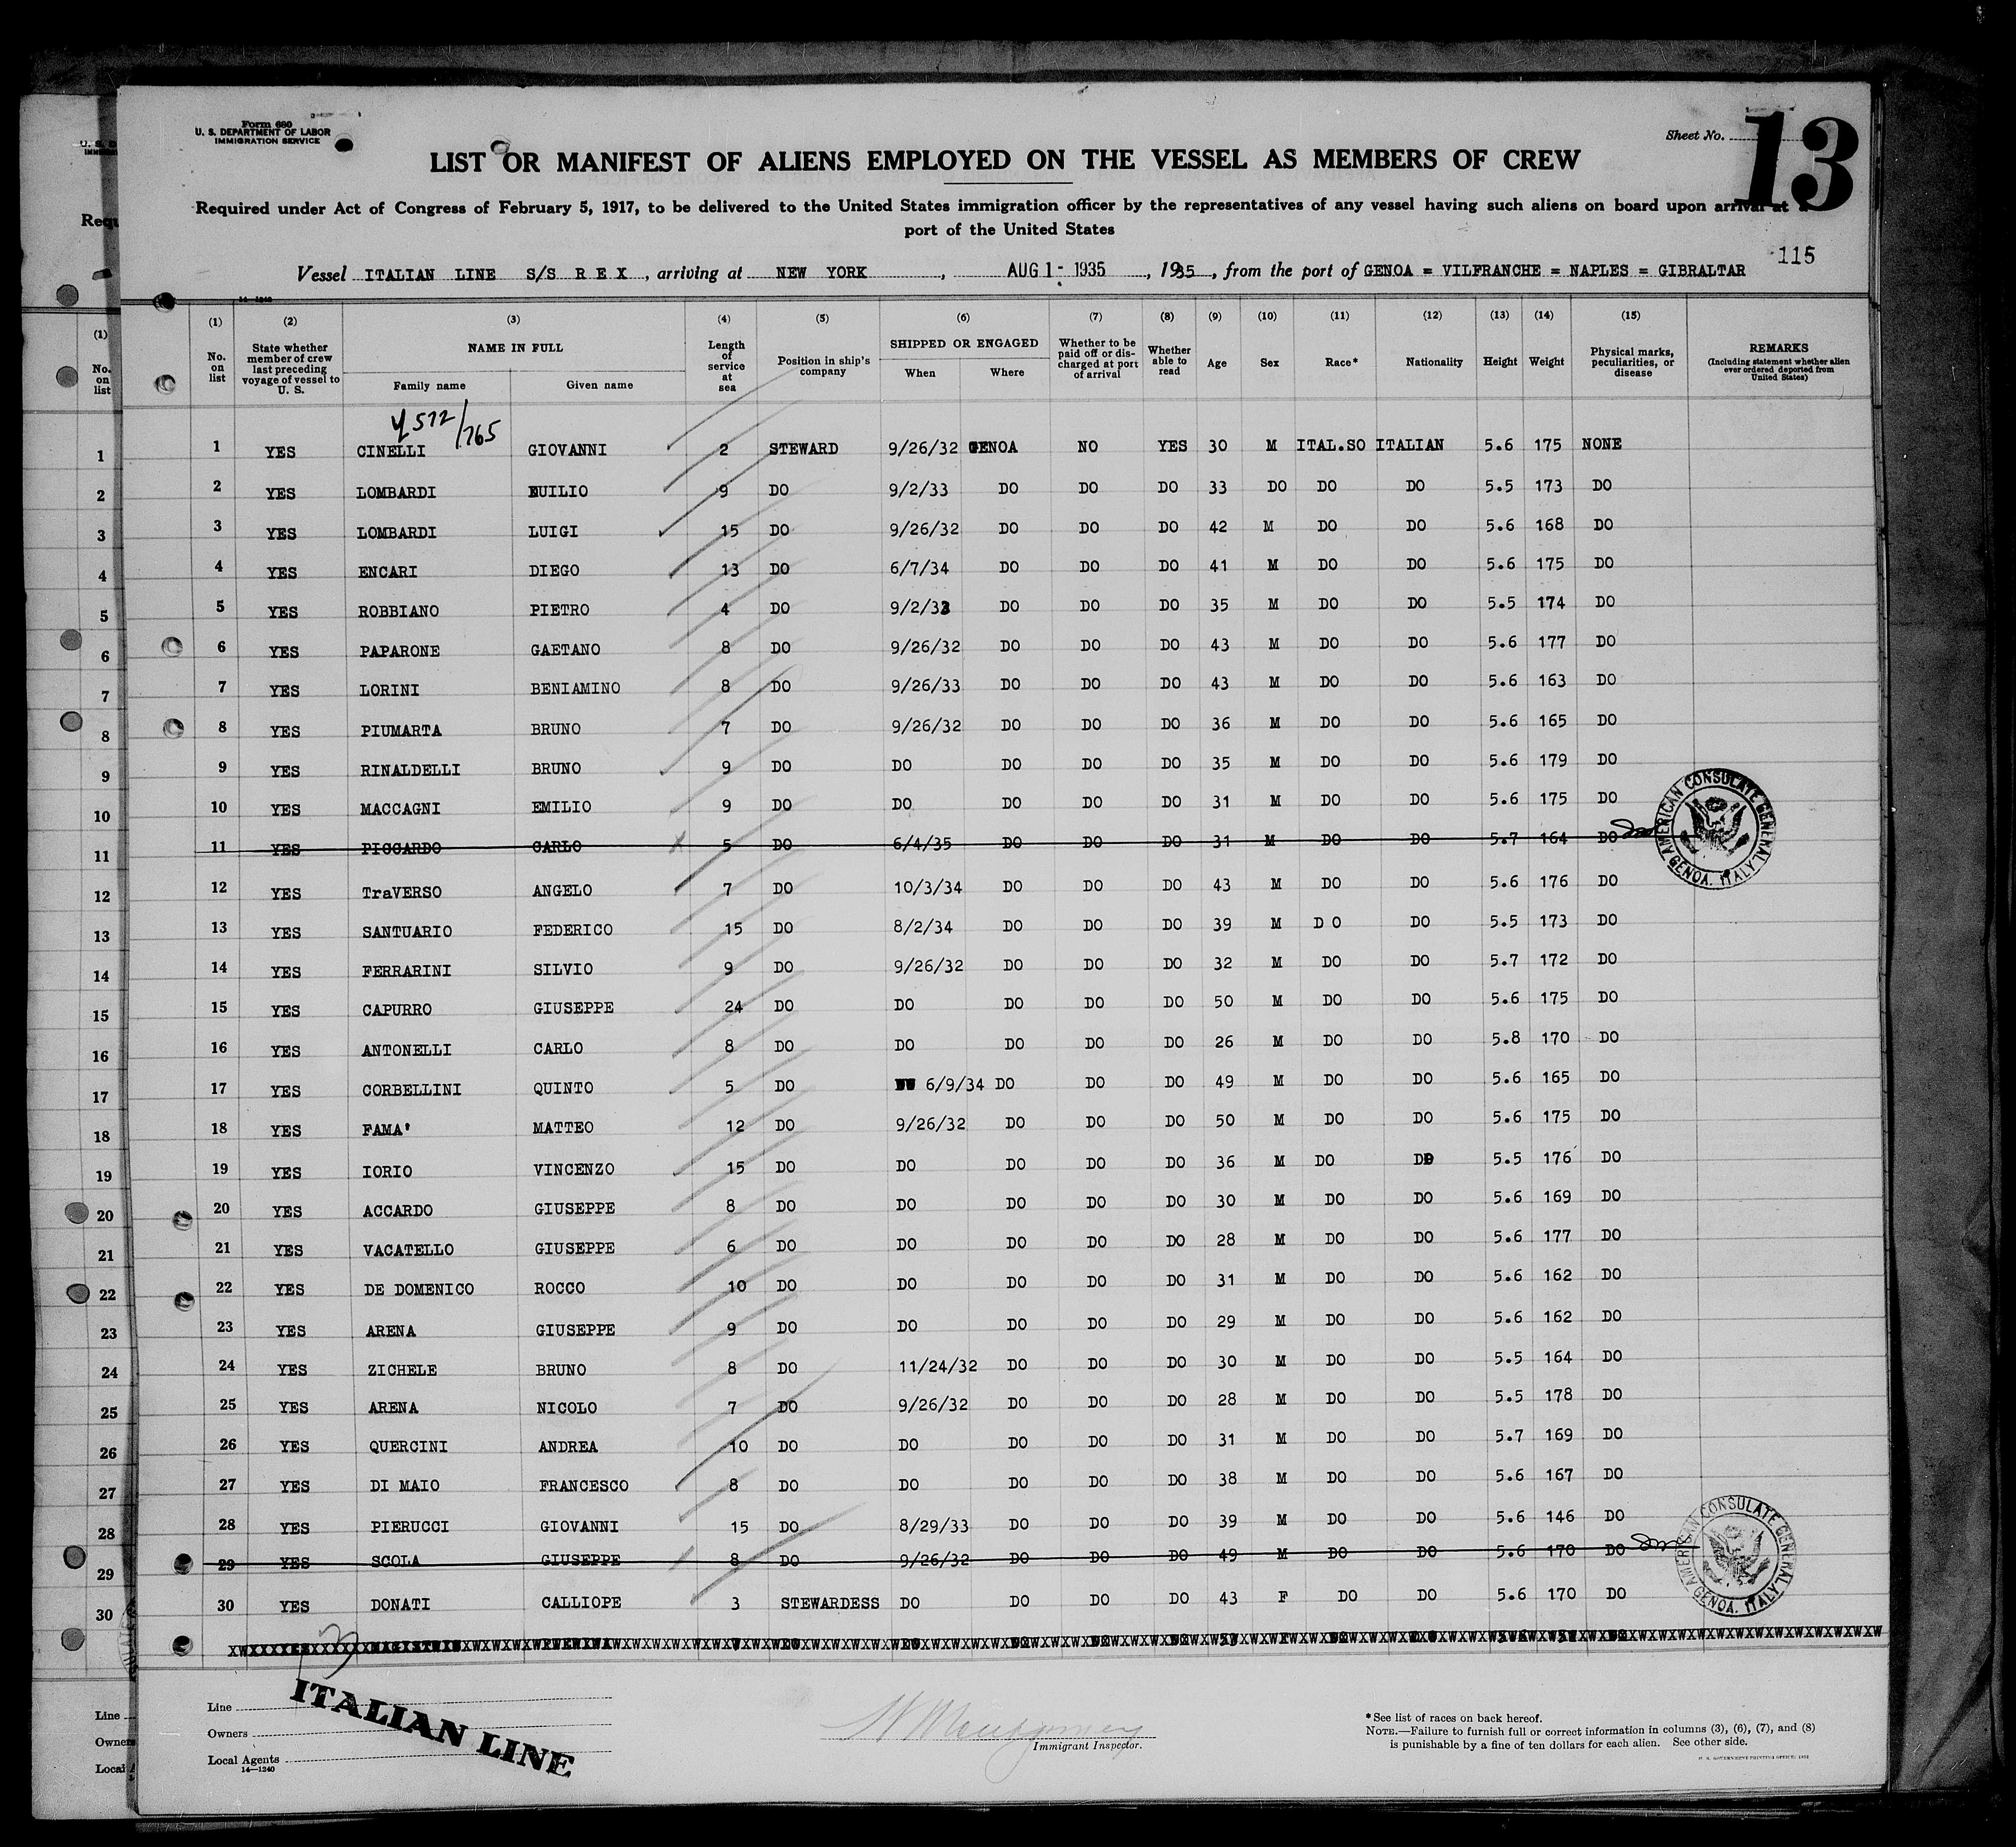 Form 680
U. S. DEPARTMENT OF LABOR
IMMIGRATION SERVICE
Sheet No. 13
LIST OR MANIFEST OF ALIENS EMPLOYED ON THE VESSEL AS MEMBERS OF CREW
Required under Act of Congress of February 5, 1917, to be delivered to the United States immigration officer by the representatives of any vessel having such aliens on board upon arrival at a
port of the United States
115
Vessel ITALIAN LINE S/S R E X, arriving at NEW YORK, AUG 1 - 1935, 1935, from the port of GENOA = VILFRANCHE = NAPLES = GIBRALTAR
14-1240
(1) No. on list
(2) State whether member of crew last preceding voyage of vessel to U. S.
(3) NAME IN FULL Family name Given name
(4) Length of service at sea
(5) Position in ship's company
(6) SHIPPED OR ENGAGED When Where
(7) Whether to be paid off or discharged at port of arrival
(8) Whether able to read
(9) Age
(10) Sex
(11) Race*
(12) Nationality
(13) Height
(14) Weight
(15) Physical marks, peculiarities, or disease
REMARKS (Including statement whether alien ever ordered deported from United States)
4572/765
1 YES CINELLI GIOVANNI 2 STEWARD 9/26/32 GENOA NO YES 30 M ITAL.SO ITALIAN 5.6 175 NONE
2 YES LOMBARDI DUILIO 9 DO 9/2/33 DO DO DO 33 DO DO DO 5.5 173 DO
3 YES LOMBARDI LUIGI 15 DO 9/26/32 DO DO DO 42 M DO DO 5.6 168 DO
4 YES ENCARI DIEGO 13 DO 6/7/34 DO DO DO 41 M DO DO 5.6 175 DO
5 YES ROBBIANO PIETRO 4 DO 9/2/33 DO DO DO 35 M DO DO 5.5 174 DO
6 YES PAPARONE GAETANO 8 DO 9/26/32 DO DO DO 43 M DO DO 5.6 177 DO
7 YES LORINI BENIAMINO 8 DO 9/26/33 DO DO DO 43 M DO DO 5.6 163 DO
8 YES PIUMARTA BRUNO 7 DO 9/26/32 DO DO DO 36 M DO DO 5.6 165 DO
9 YES RINALDELLI BRUNO 9 DO DO DO DO DO 35 M DO DO 5.6 179 DO
10 YES MACCAGNI EMILIO 9 DO DO DO DO DO 31 M DO DO 5.6 175 DO
11 YES PICCARDO CARLO 5 DO 6/4/35 DO DO DO 31 M DO DO 5.7 164 DO
AMERICAN CONSULATE GENERAL GENOA, ITALY
12 YES TraVERSO ANGELO 7 DO 10/3/34 DO DO DO 43 M DO DO 5.6 176 DO
13 YES SANTUARIO FEDERICO 15 DO 8/2/34 DO DO DO 39 M D O DO 5.5 173 DO
14 YES FERRARINI SILVIO 9 DO 9/26/32 DO DO DO 32 M DO DO 5.7 172 DO
15 YES CAPURRO GIUSEPPE 24 DO DO DO DO DO 50 M DO DO 5.6 175 DO
16 YES ANTONELLI CARLO 8 DO DO DO DO DO 26 M DO DO 5.8 170 DO
17 YES CORBELLINI QUINTO 5 DO 6/9/34 DO DO DO 49 M DO DO 5.6 165 DO
18 YES FAMA' MATTEO 12 DO 9/26/32 DO DO DO 50 M DO DO 5.6 175 DO
19 YES IORIO VINCENZO 15 DO DO DO DO DO 36 M DO DO 5.5 176 DO
20 YES ACCARDO GIUSEPPE 8 DO DO DO DO DO 30 M DO DO 5.6 169 DO
21 YES VACATELLO GIUSEPPE 6 DO DO DO DO DO 28 M DO DO 5.6 177 DO
22 YES DE DOMENICO ROCCO 10 DO DO DO DO DO 31 M DO DO 5.6 162 DO
23 YES ARENA GIUSEPPE 9 DO DO DO DO DO 29 M DO DO 5.6 162 DO
24 YES ZICHELE BRUNO 8 DO 11/24/32 DO DO DO 30 M DO DO 5.5 164 DO
25 YES ARENA NICOLO 7 DO 9/26/32 DO DO DO 28 M DO DO 5.5 178 DO
26 YES QUERCINI ANDREA 10 DO DO DO DO DO 31 M DO DO 5.7 169 DO
27 YES DI MAIO FRANCESCO 8 DO DO DO DO DO 38 M DO DO 5.6 167 DO
28 YES PIERUCCI GIOVANNI 15 DO 8/29/33 DO DO DO 39 M DO DO 5.6 146 DO
29 YES SCOLA GIUSEPPE 8 DO 9/26/32 DO DO DO 49 M DO DO 5.6 170 DO
AMERICAN CONSULATE GENERAL GENOA, ITALY
30 YES DONATI CALLIOPE 3 STEWARDESS DO DO DO DO 43 F DO DO 5.6 170 DO
Line
Owners
Local Agents
14—1240
ITALIAN LINE
Immigrant Inspector.
*See list of races on back hereof.
NOTE.—Failure to furnish full or correct information in columns (3), (6), (7), and (8)
is punishable by a fine of ten dollars for each alien. See other side.
U. S. GOVERNMENT PRINTING OFFICE: 1932